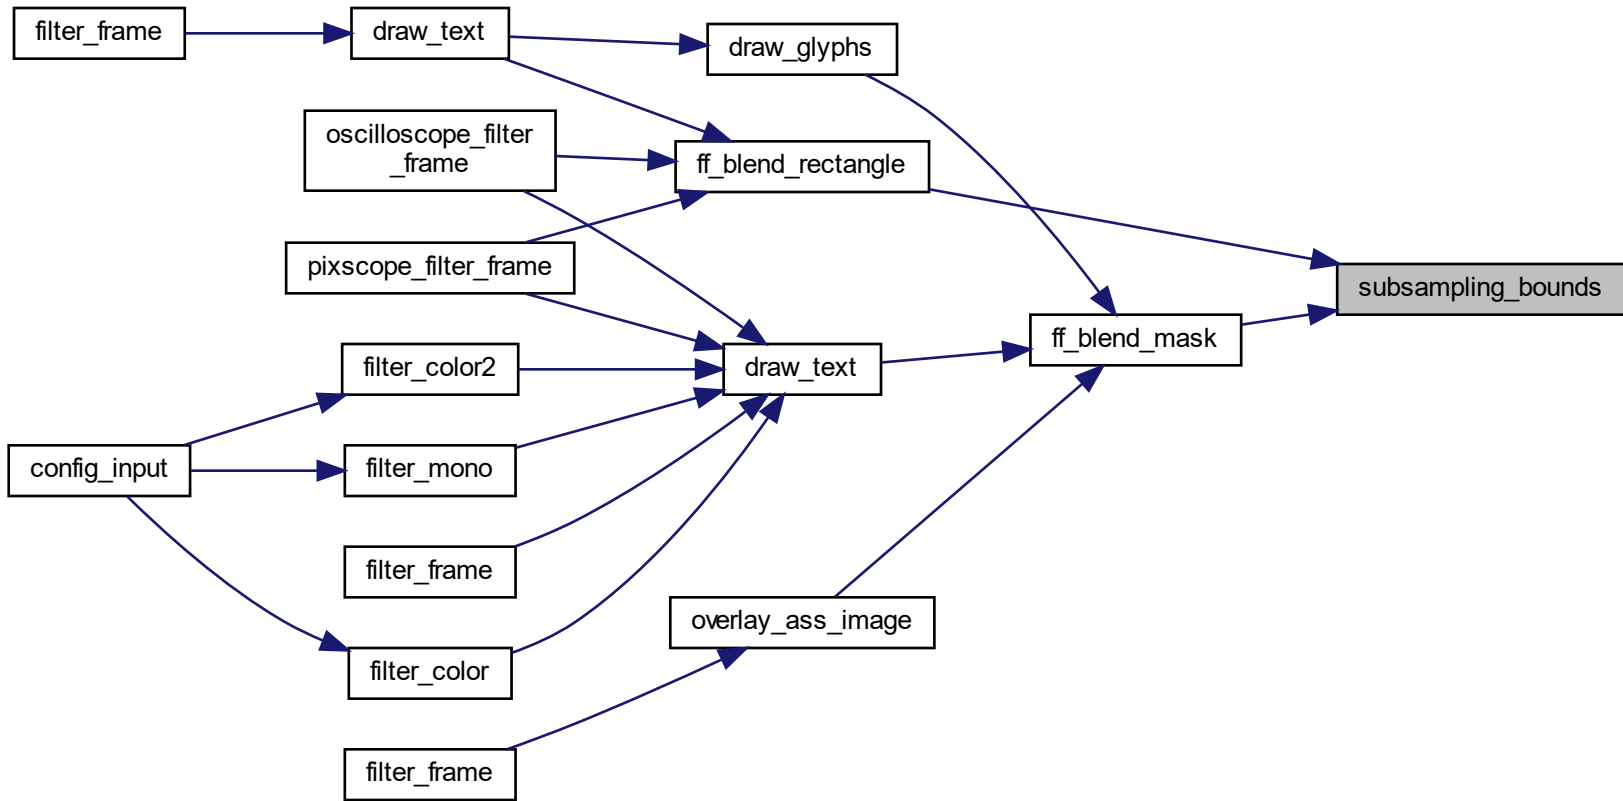 filter_frame
draw_text
draw_glyphs
oscilloscope_filter
_frame
ff_blend_rectangle
pixscope_filter_frame
subsampling_bounds
ff_blend_mask
filter_color2
draw_text
config_input
filter_mono
filter_frame
overlay_ass_image
filter_color
filter_frame